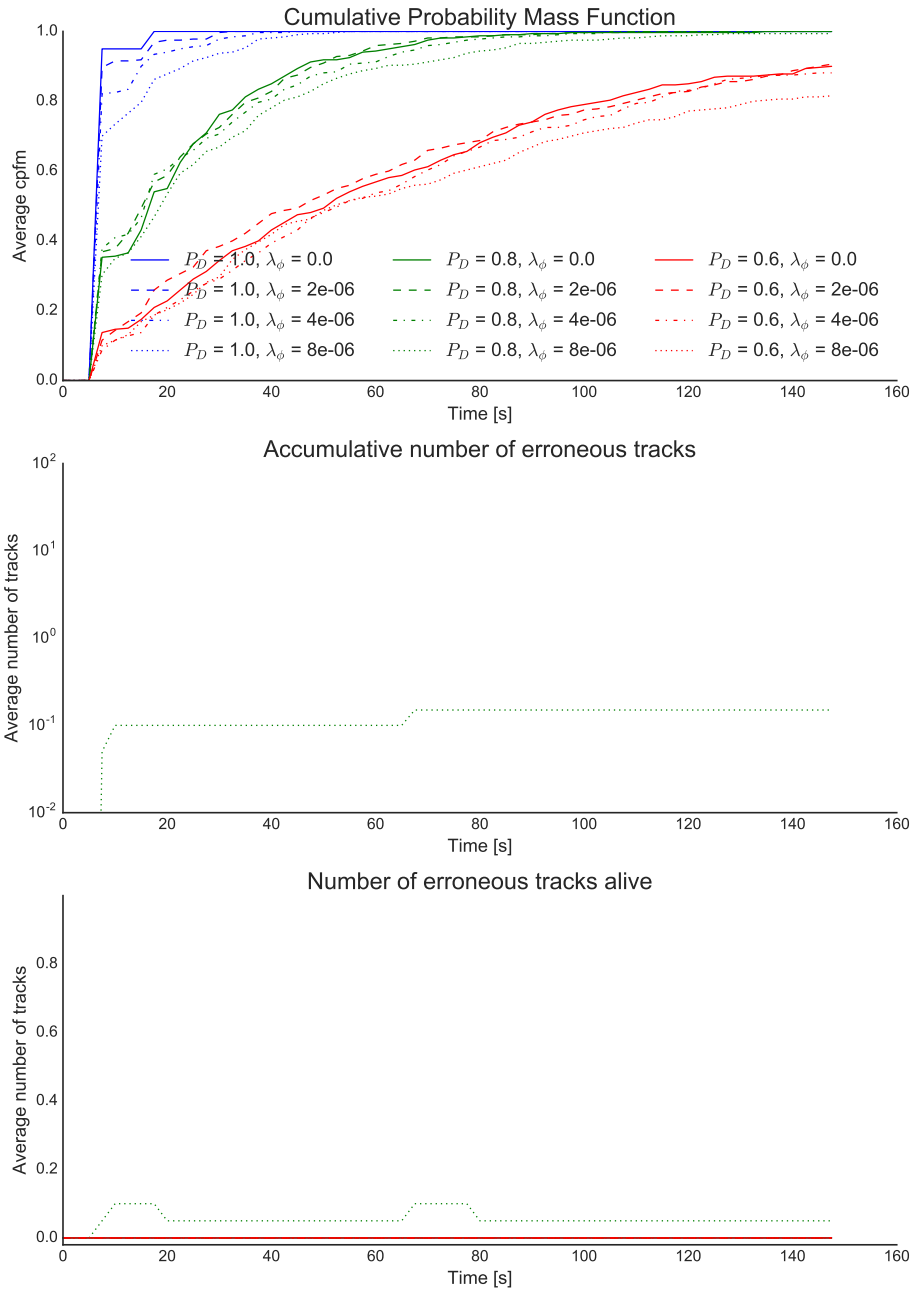 Cumulative Probability Mass Function
1.0
0.8
0.6
0.4
0.2
0.0
Average cpfm
P_D = 1.0, λ_ϕ = 0.0
P_D = 1.0, λ_ϕ = 2e-06
P_D = 1.0, λ_ϕ = 4e-06
P_D = 1.0, λ_ϕ = 8e-06
P_D = 0.8, λ_ϕ = 0.0
P_D = 0.8, λ_ϕ = 2e-06
P_D = 0.8, λ_ϕ = 4e-06
P_D = 0.8, λ_ϕ = 8e-06
P_D = 0.6, λ_ϕ = 0.0
P_D = 0.6, λ_ϕ = 2e-06
P_D = 0.6, λ_ϕ = 4e-06
P_D = 0.6, λ_ϕ = 8e-06
0 20 40 60 80 100 120 140 160
Time [s]
Accumulative number of erroneous tracks
10^2
10^1
10^0
10^-1
10^-2
Average number of tracks
0 20 40 60 80 100 120 140 160
Time [s]
Number of erroneous tracks alive
0.8
0.6
0.4
0.2
0.0
Average number of tracks
0 20 40 60 80 100 120 140 160
Time [s]